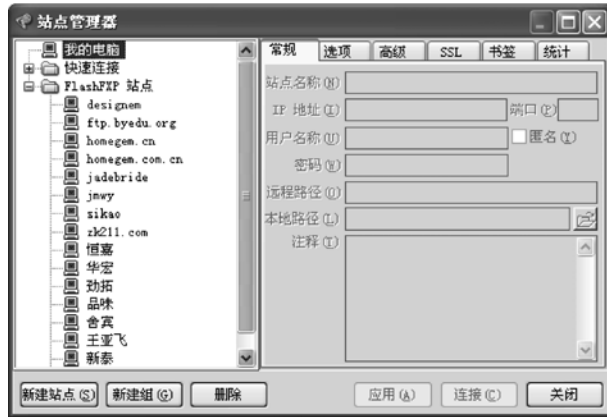 站点管理器
我的电脑
快速连接
FlashFXP 站点
designem
ftp.byedu.org
homegem.cn
homegem.com.cn
jadebride
jmwy
sikao
zk211.com
恒嘉
华宏
劲拓
品味
舍宾
王亚飞
新泰
常规 选项 高级 SSL 书签 统计
站点名称(N)
IP 地址(I) 端口(P)
用户名称(U) 匿名(Y)
密码(W)
远程路径(O)
本地路径(L)
注释(T)
新建站点(S) 新建组(G) 删除 应用(A) 连接(C) 关闭